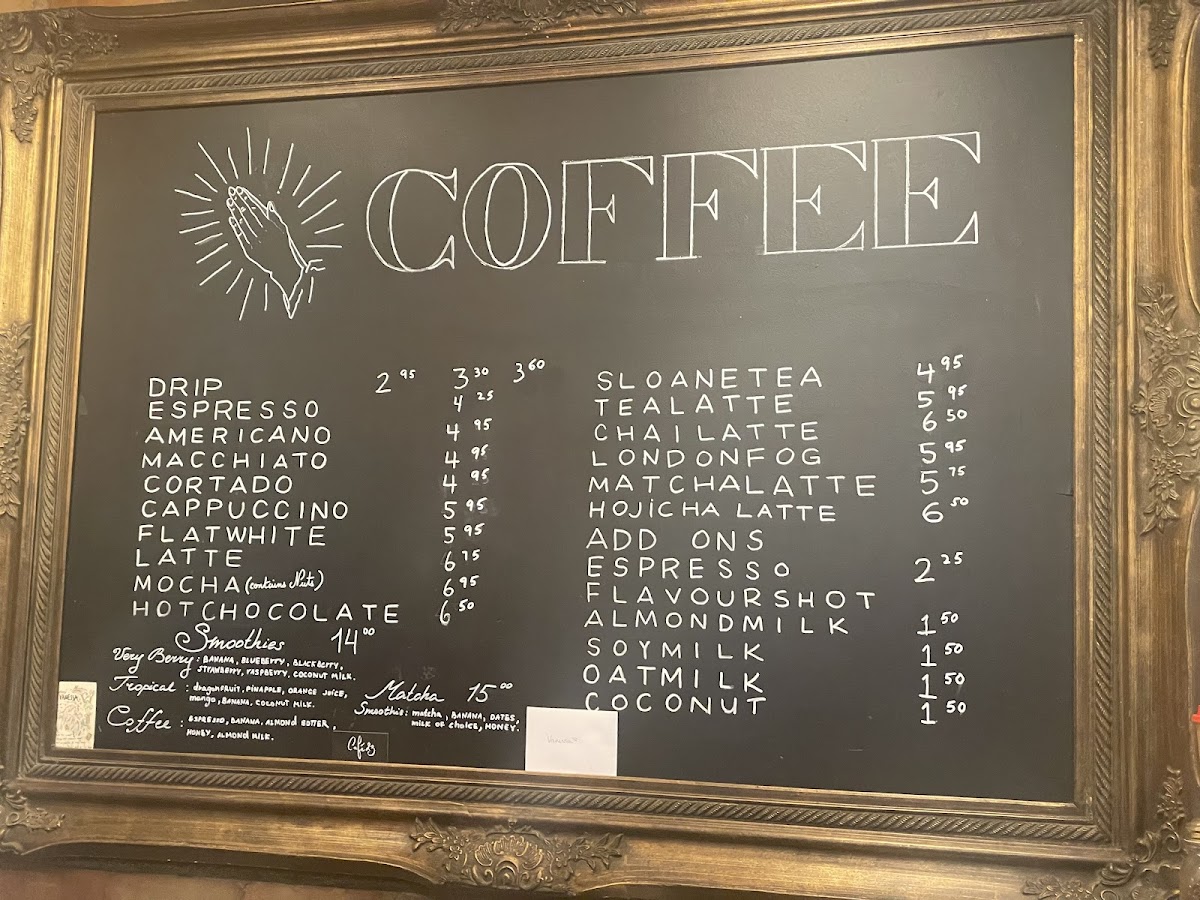 COFFEE
DRIP 2.95 3.30 3.60
ESPRESSO 4.25
AMERICANO 4.95
MACCHIATO 4.95
CORTADO 4.95
CAPPUCCINO 5.95
FLATWHITE 5.95
LATTE 6.75
MOCHA (contains Nuts) 6.95
HOTCHOCOLATE 6.50
Smoothies 14.00
Very Berry: BANANA, BLUEBERRY, BLACKBERRY,
STRAWBERRY, RASPBERRY, COCONUT MILK.
Tropical: dragonFRUIT, PINAPPLE, ORANGE JUICE,
mango, BANANA, COCONUT MILK.
Coffee: ESPRESSO, BANANA, ALMOND BUTTER,
HONEY, ALMOND MILK.
Matcha 15.00
Smoothie: matcha, BANANA, DATES,
MILK OF CHOICE, HONEY.
SLOANETEA 4.95
TEALATTE 5.95
CHAILATTE 6.50
LONDONFOG 5.95
MATCHALATTE 5.75
HOJICHA LATTE 6.50
ADD ONS
ESPRESSO 2.25
FLAVOURSHOT
ALMONDMILK 1.50
SOYMILK 1.50
OATMILK 1.50
COCONUT 1.50